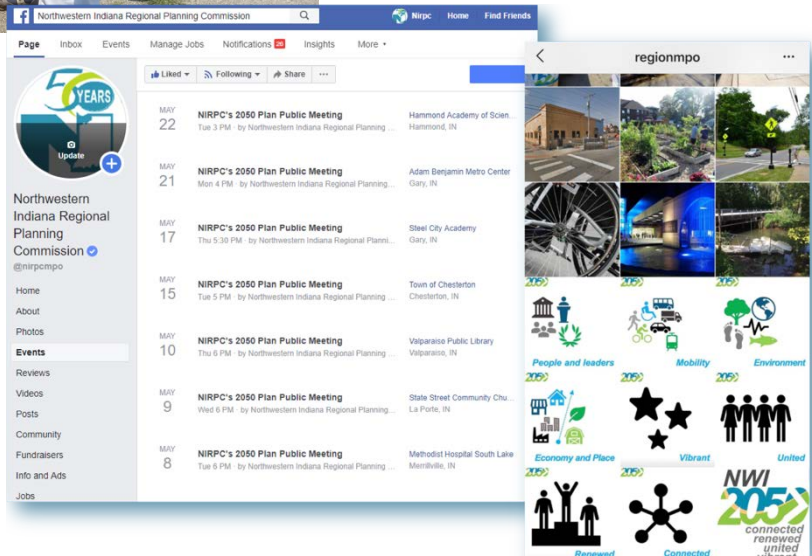 Northwestern Indiana Regional Planning Commission
Nirpc Home Find Friends
Page Inbox Events Manage Jobs Notifications 20 Insights More
Liked Following Share ...
YEARS
Update
Northwestern
Indiana Regional
Planning
Commission
@nirpcmpo
Home
About
Photos
Events
Reviews
Videos
Posts
Community
Fundraisers
Info and Ads
Jobs
MAY
22
NIRPC's 2050 Plan Public Meeting
Tue 3 PM · by Northwestern Indiana Regional Planning ...
Hammond Academy of Scien...
Hammond, IN
MAY
21
NIRPC's 2050 Plan Public Meeting
Mon 4 PM · by Northwestern Indiana Regional Planning...
Adam Benjamin Metro Center
Gary, IN
MAY
17
NIRPC's 2050 Plan Public Meeting
Thu 5:30 PM · by Northwestern Indiana Regional Planni...
Steel City Academy
Gary, IN
MAY
15
NIRPC's 2050 Plan Public Meeting
Tue 5 PM · by Northwestern Indiana Regional Planning ...
Town of Chesterton
Chesterton, IN
MAY
10
NIRPC's 2050 Plan Public Meeting
Thu 6 PM · by Northwestern Indiana Regional Planning ...
Valparaiso Public Library
Valparaiso, IN
MAY
9
NIRPC's 2050 Plan Public Meeting
Wed 6 PM · by Northwestern Indiana Regional Planning...
State Street Community Chu...
La Porte, IN
MAY
8
NIRPC's 2050 Plan Public Meeting
Tue 6 PM · by Northwestern Indiana Regional Planning ...
Methodist Hospital South Lake
Merrillville, IN
regionmpo
...
2050 2050 2050
People and leaders Mobility Environment
2050 2050 2050
Economy and Place Vibrant United
2050 2050
Renewed Connected
NWI
2050
connected
renewed
united
vibrant